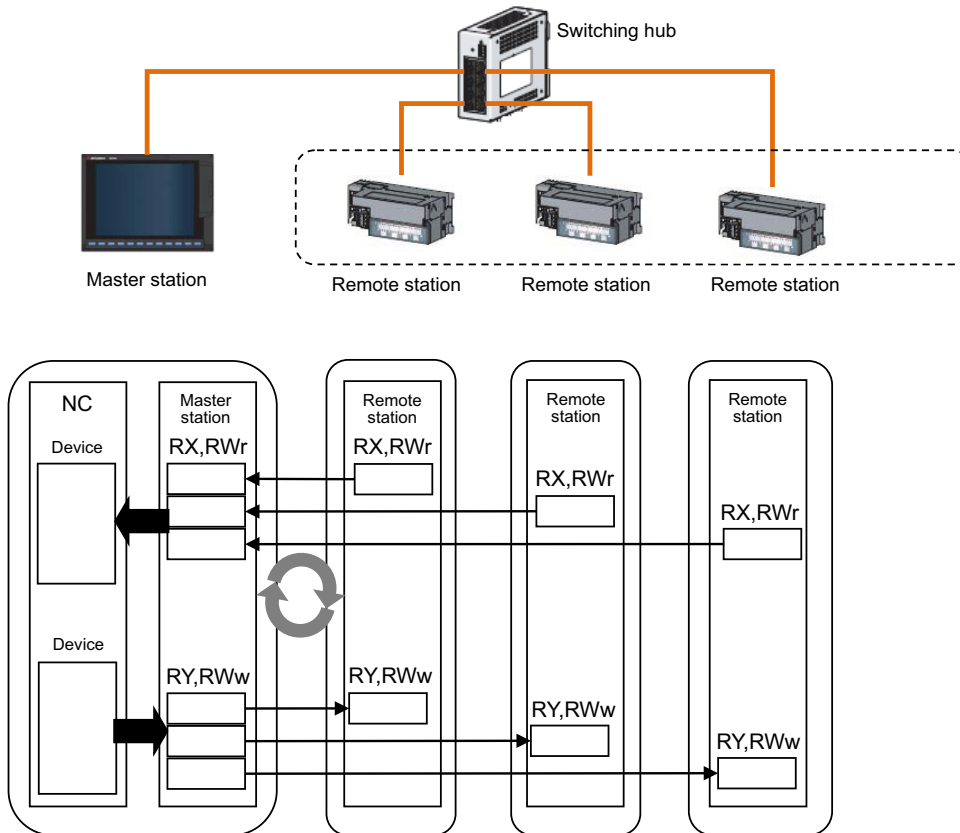 Switching hub
Master station
Remote station
Remote station
Remote station
NC
Master
station
Remote
station
Remote
station
Remote
station
Device
RX,RWr
RX,RWr
RX,RWr
RX,RWr
Device
RY,RWw
RY,RWw
RY,RWw
RY,RWw